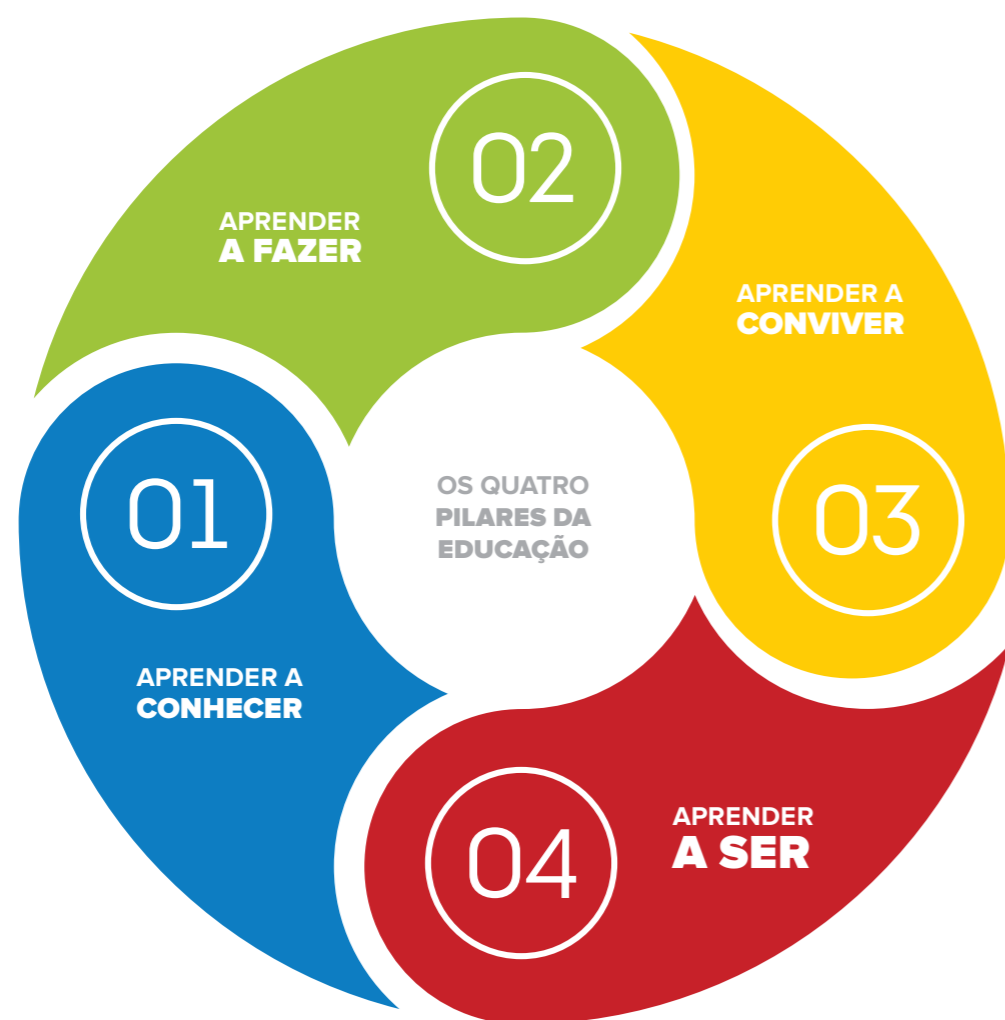 01
APRENDER A
CONHECER
02
APRENDER
A FAZER
03
APRENDER A
CONVIVER
04
APRENDER
A SER
OS QUATRO
PILARES DA
EDUCAÇÃO